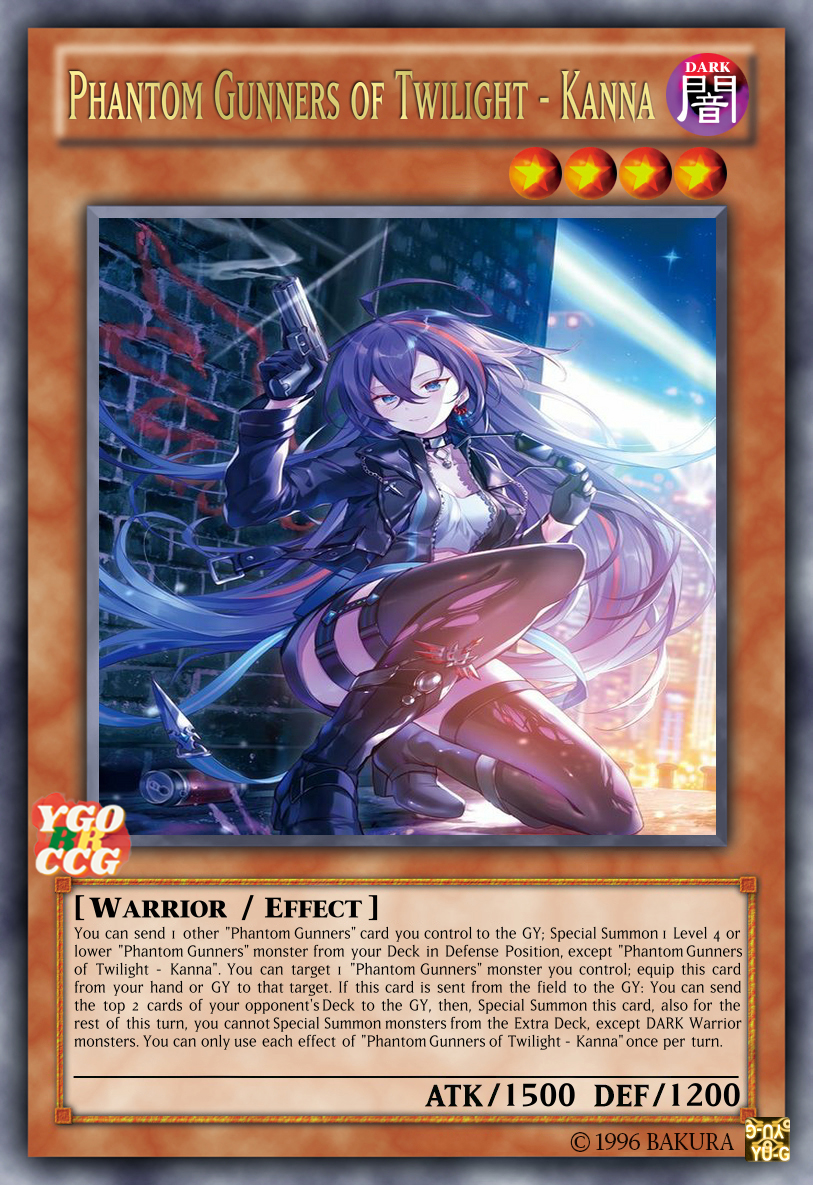 Phantom Gunners of Twilight - Kanna
DARK
闇
YGO
RR
CCG
[ Warrior / Effect ]
You can send 1 other "Phantom Gunners" card you control to the GY; Special Summon 1 Level 4 or
lower "Phantom Gunners" monster from your Deck in Defense Position, except "Phantom Gunners
of Twilight - Kanna". You can target 1 "Phantom Gunners" monster you control; equip this card
from your hand or GY to that target. If this card is sent from the field to the GY: You can send
the top 2 cards of your opponent's Deck to the GY, then, Special Summon this card, also for the
rest of this turn, you cannot Special Summon monsters from the Extra Deck, except DARK Warrior
monsters. You can only use each effect of "Phantom Gunners of Twilight - Kanna" once per turn.
ATK/1500 DEF/1200
© 1996 BAKURA